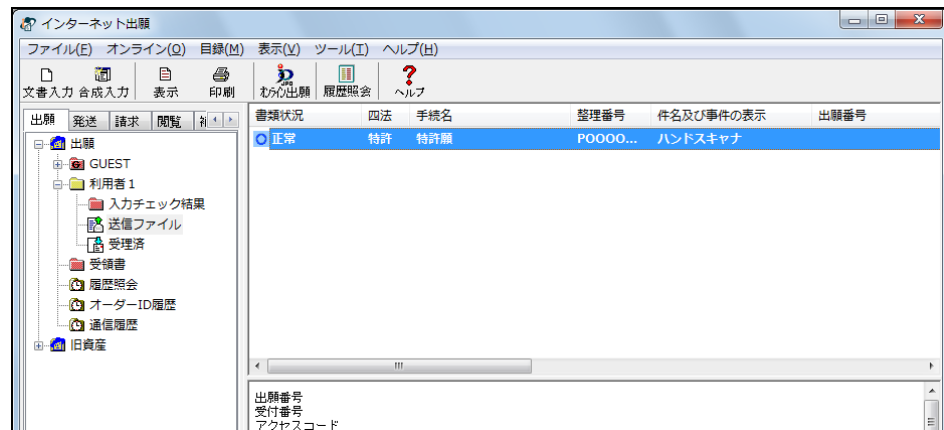 インターネット出願
ファイル(F) オンライン(O) 目録(M) 表示(V) ツール(T) ヘルプ(H)
文書入力 合成入力 表示 印刷 わらいん出願 履歴照会 ヘルプ
出願 発送 請求 閲覧
書類状況 四法 手続名 整理番号 件名及び事件の表示 出願番号
正常 特許 特許願 P0000... ハンドスキャナ
出願
GUEST
利用者1
入力チェック結果
送信ファイル
受理済
受領書
履歴照会
オーダーID履歴
通信履歴
旧資産
出願番号
受付番号
アクセスコード